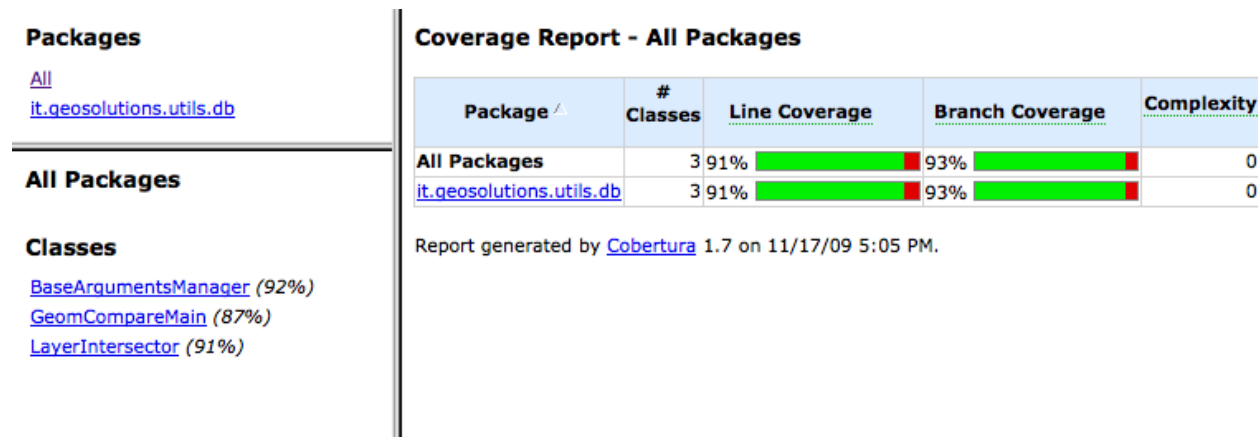 Packages
All
it.geosolutions.utils.db
All Packages
Classes
BaseArgumentsManager (92%)
GeomCompareMain (87%)
LayerIntersector (91%)
Coverage Report - All Packages
Package # Classes Line Coverage Branch Coverage Complexity
All Packages 3 91% 93% 0
it.geosolutions.utils.db 3 91% 93% 0
Report generated by Cobertura 1.7 on 11/17/09 5:05 PM.